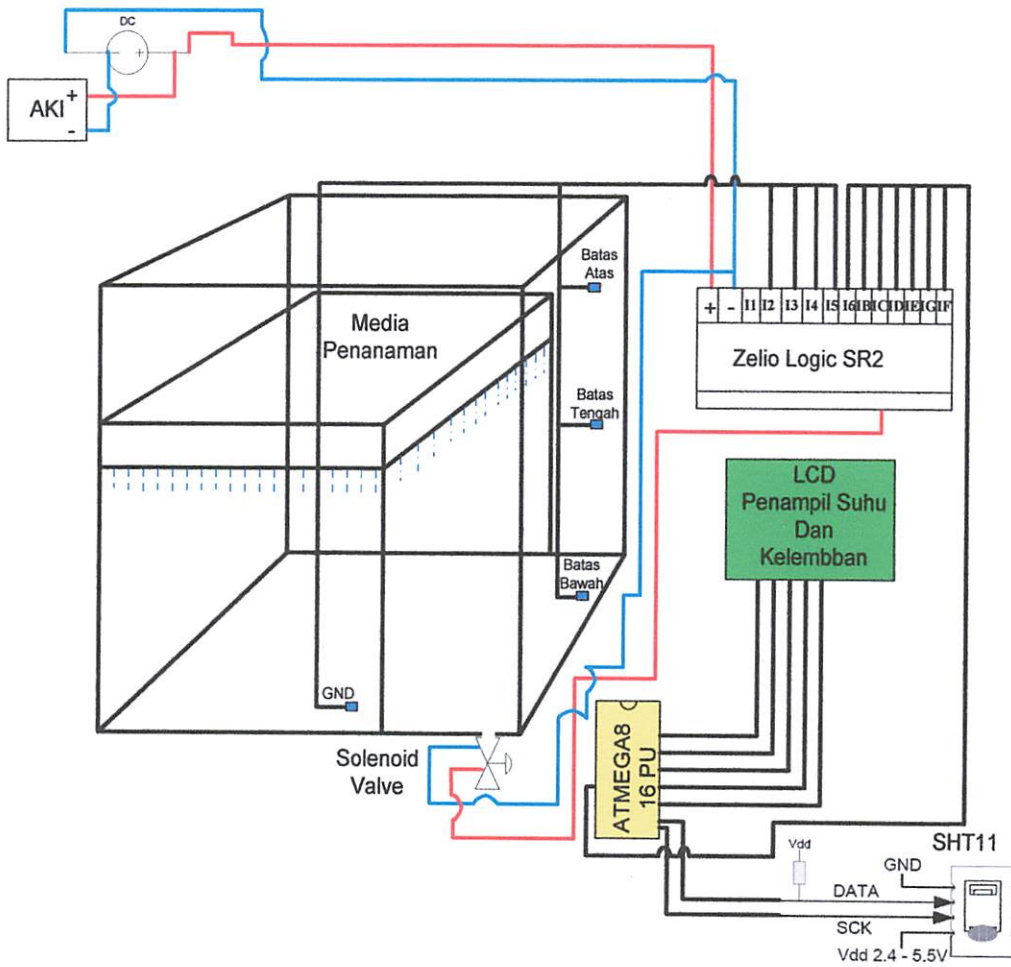 DC
- +
AKI
+
-
Batas
Atas
Media
Penanaman
Batas
Tengah
Batas
Bawah
GND
Solenoid
Valve
+ - I1 I2 I3 I4 I5 I6 IB IC ID IE IG IF
Zelio Logic SR2
LCD
Penampil Suhu
Dan
Kelembban
ATMEGA8
16 PU
SHT11
Vdd
GND
DATA
SCK
Vdd 2.4 - 5.5V